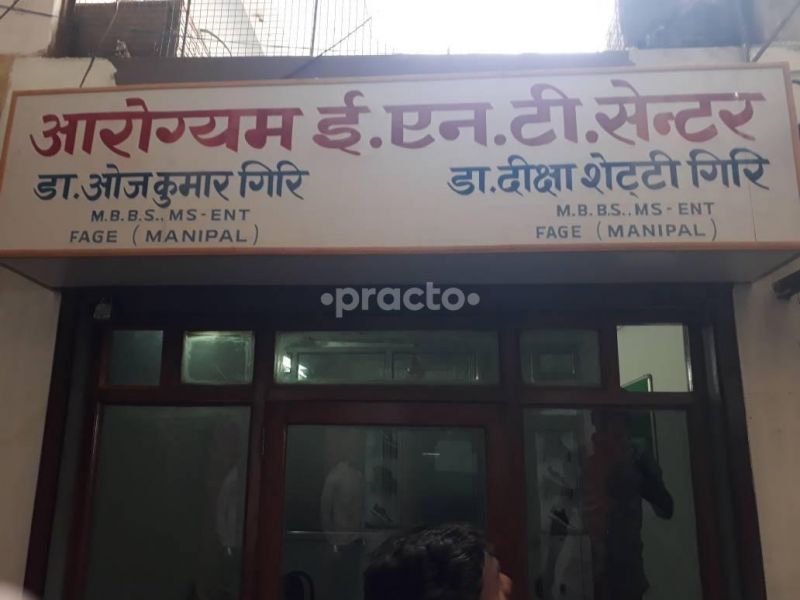 आरोग्यम ई.एन.टी.सेन्टर
डा.ओजकुमार गिरि
M.B.B.S., MS-ENT
FAGE (MANIPAL)
डा.दीक्षा शेट्टी गिरि
M.B.B.S., MS-ENT
FAGE (MANIPAL)
•practo•